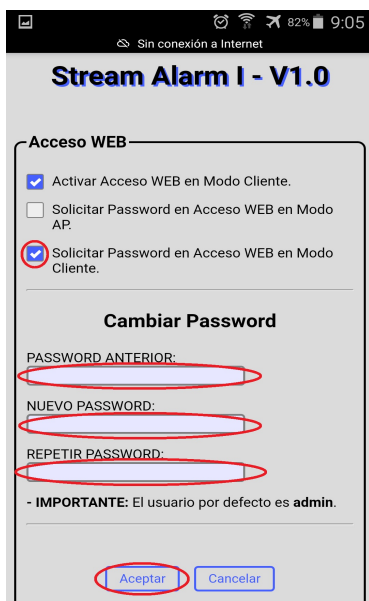 82% 9:05
Sin conexión a Internet
Stream Alarm I - V1.0
Acceso WEB
Activar Acceso WEB en Modo Cliente.
Solicitar Password en Acceso WEB en Modo
AP.
Solicitar Password en Acceso WEB en Modo
Cliente.
Cambiar Password
PASSWORD ANTERIOR:
NUEVO PASSWORD:
REPETIR PASSWORD:
- IMPORTANTE: El usuario por defecto es admin.
Aceptar Cancelar